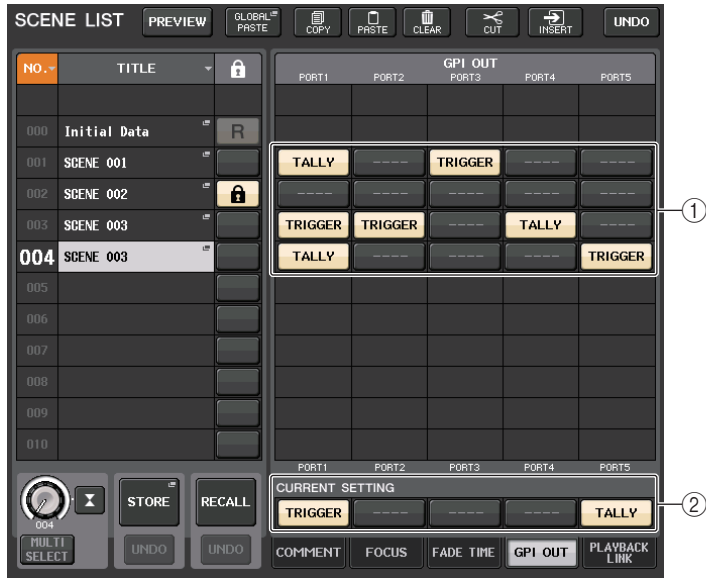 SCENE LIST PREVIEW GLOBAL PASTE COPY PASTE CLEAR CUT INSERT UNDO
NO. TITLE GPI OUT
PORT1 PORT2 PORT3 PORT4 PORT5
000 Initial Data R
001 SCENE 001 TALLY ---- TRIGGER ---- ----
002 SCENE 002 ---- ---- ---- ---- ----
003 SCENE 003 TRIGGER TRIGGER ---- TALLY ----
004 SCENE 003 TALLY ---- ---- ---- TRIGGER
005
006
007
008
009
010
①
PORT1 PORT2 PORT3 PORT4 PORT5
CURRENT SETTING
TRIGGER ---- ---- ---- TALLY
②
004
STORE RECALL
MULTI SELECT UNDO UNDO
COMMENT FOCUS FADE TIME GPI OUT PLAYBACK LINK